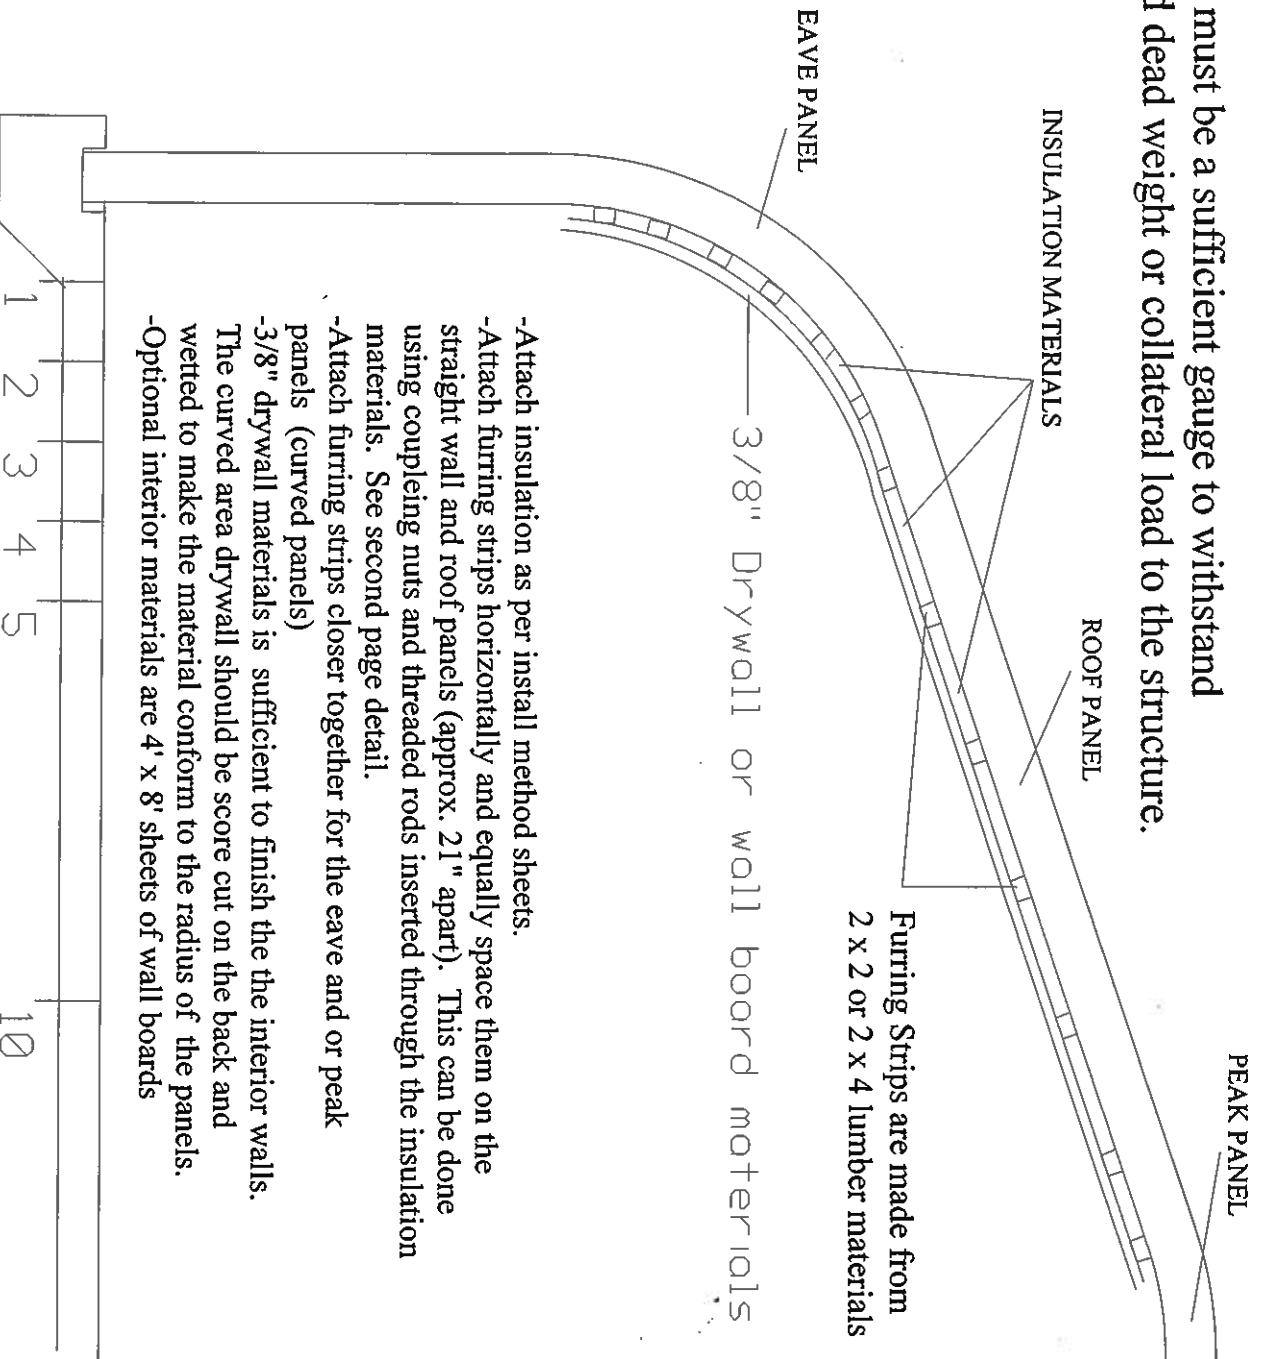 must be a sufficient gauge to withstand
d dead weight or collateral load to the structure.
PEAK PANEL
ROOF PANEL
INSULATION MATERIALS
EAVE PANEL
Furring Strips are made from
2 x 2 or 2 x 4 lumber materials
3/8" Drywall or wall board materials
-Attach insulation as per install method sheets.
-Attach furring strips horizontally and equally space them on the
straight wall and roof panels (approx. 21" apart). This can be done
using coupleing nuts and threaded rods inserted through the insulation
materials. See second page detail.
-Attach furring strips closer together for the eave and or peak
panels (curved panels)
-3/8" drywall materials is sufficient to finish the the interior walls.
The curved area drywall should be score cut on the back and
wetted to make the material conform to the radius of the panels.
-Optional interior materials are 4' x 8' sheets of wall boards
1 2 3 4 5 10